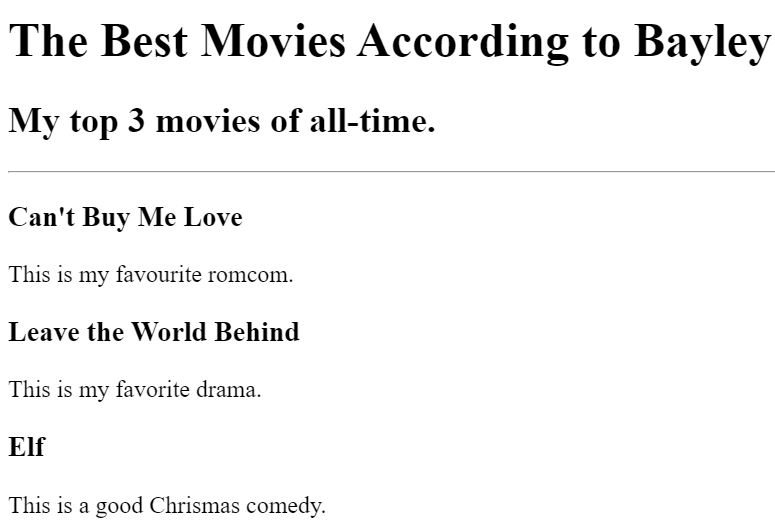 The Best Movies According to Bayley
My top 3 movies of all-time.
Can't Buy Me Love
This is my favourite romcom.
Leave the World Behind
This is my favorite drama.
Elf
This is a good Chrismas comedy.